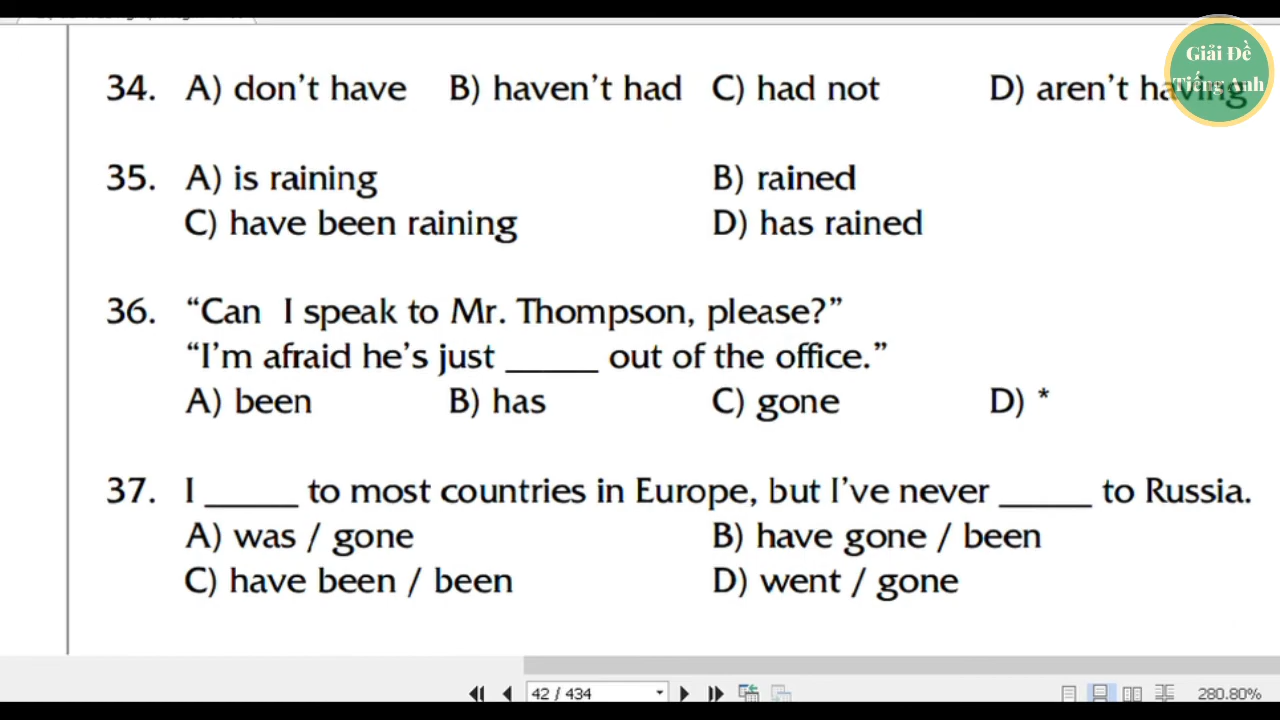 Giải Đề
Tiếng Anh
34. A) don't have B) haven't had C) had not D) aren't having
35. A) is raining B) rained
C) have been raining D) has rained
36. “Can I speak to Mr. Thompson, please?”
“I'm afraid he's just _____ out of the office.”
A) been B) has C) gone D) *
37. I _____ to most countries in Europe, but I've never _____ to Russia.
A) was / gone B) have gone / been
C) have been / been D) went / gone
42 / 434
280.80%